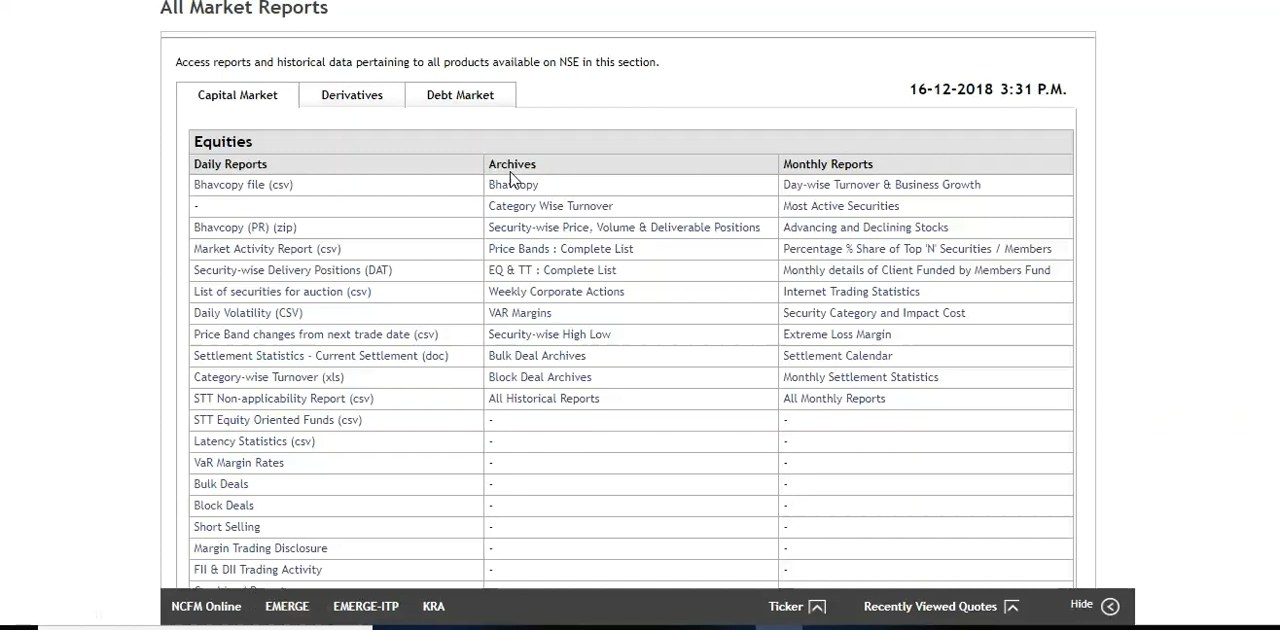 All Market Reports
Access reports and historical data pertaining to all products available on NSE in this section.
Capital Market Derivatives Debt Market 16-12-2018 3:31 P.M.
Equities
Daily Reports Archives Monthly Reports
Bhavcopy file (csv) Bhavcopy Day-wise Turnover & Business Growth
- Category Wise Turnover Most Active Securities
Bhavcopy (PR) (zip) Security-wise Price, Volume & Deliverable Positions Advancing and Declining Stocks
Market Activity Report (csv) Price Bands : Complete List Percentage % Share of Top 'N' Securities / Members
Security-wise Delivery Positions (DAT) EQ & TT : Complete List Monthly details of Client Funded by Members Fund
List of securities for auction (csv) Weekly Corporate Actions Internet Trading Statistics
Daily Volatility (CSV) VAR Margins Security Category and Impact Cost
Price Band changes from next trade date (csv) Security-wise High Low Extreme Loss Margin
Settlement Statistics - Current Settlement (doc) Bulk Deal Archives Settlement Calendar
Category-wise Turnover (xls) Block Deal Archives Monthly Settlement Statistics
STT Non-applicability Report (csv) All Historical Reports All Monthly Reports
STT Equity Oriented Funds (csv) - -
Latency Statistics (csv) - -
VaR Margin Rates - -
Bulk Deals - -
Block Deals - -
Short Selling - -
Margin Trading Disclosure - -
FII & DII Trading Activity - -
NCFM Online EMERGE EMERGE-ITP KRA Ticker Recently Viewed Quotes Hide